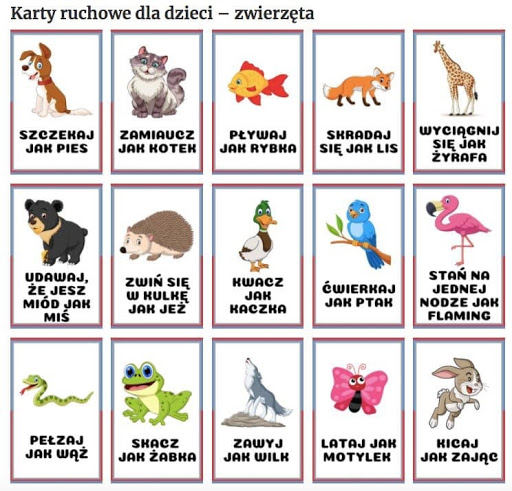 Karty ruchowe dla dzieci – zwierzęta
SZCZEKAJ
JAK PIES
ZAMIAUCZ
JAK KOTEK
PŁYWAJ
JAK RYBKA
SKRADAJ
SIĘ JAK LIS
WYCIĄGNIJ
SIĘ JAK
ŻYRAFA
UDAWAJ,
ŻE JESZ
MIÓD JAK
MIŚ
ZWIŃ SIĘ
W KULKĘ
JAK JEŻ
KWACZ
JAK
KACZKA
ĆWIERKAJ
JAK PTAK
STAŃ NA
JEDNEJ
NODZE JAK
FLAMING
PEŁZAJ
JAK WĄŻ
SKACZ
JAK ŻABKA
ZAWYJ
JAK WILK
LATAJ JAK
MOTYLEK
KICAJ
JAK ZAJĄC